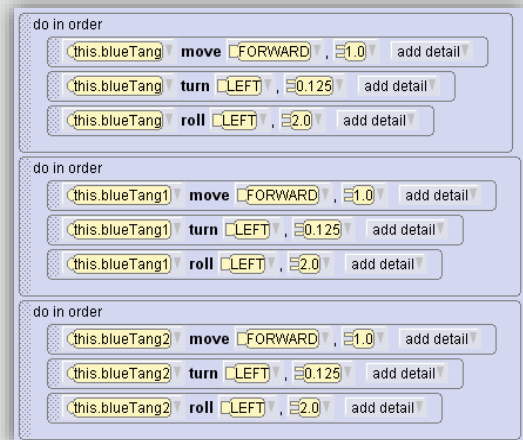 do in order
this.blueTang move FORWARD , 1.0 add detail
this.blueTang turn LEFT , 0.125 add detail
this.blueTang roll LEFT , 2.0 add detail
do in order
this.blueTang1 move FORWARD , 1.0 add detail
this.blueTang1 turn LEFT , 0.125 add detail
this.blueTang1 roll LEFT , 2.0 add detail
do in order
this.blueTang2 move FORWARD , 1.0 add detail
this.blueTang2 turn LEFT , 0.125 add detail
this.blueTang2 roll LEFT , 2.0 add detail